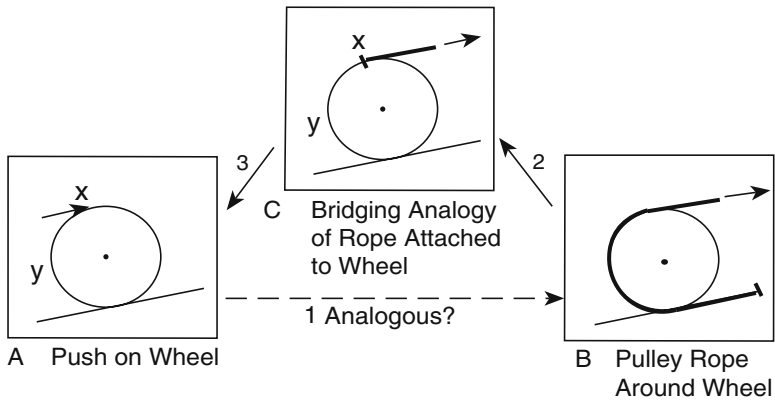 x
y
3
2
C Bridging Analogy
of Rope Attached
to Wheel
x
y
1 Analogous?
A Push on Wheel
B Pulley Rope
Around Wheel